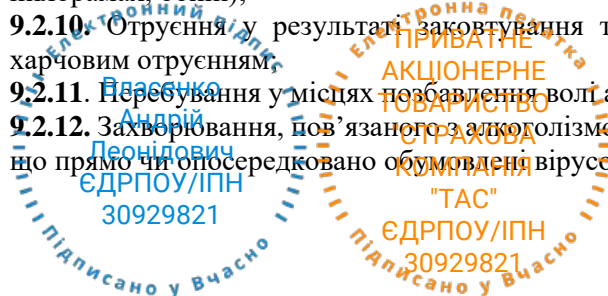 9.2.10. Отруєння у результаті заковтування т
харчовим отруєнням;
9.2.11. Перебування у місцях позбавлення волі а
9.2.12. Захворювання, пов’язаного з алкоголізмо
що прямо чи опосередковано обумовлені вірусо
Електронний підпис
Власенко
Андрій
Леонідович
ЄДРПОУ/ІПН
30929821
Підписано у Вчасно
Електронна печатка
ПРИВАТНЕ
АКЦІОНЕРНЕ
ТОВАРИСТВО
СТРАХОВА
КОМПАНІЯ
"ТАС"
ЄДРПОУ/ІПН
30929821
Підписано у Вчасно